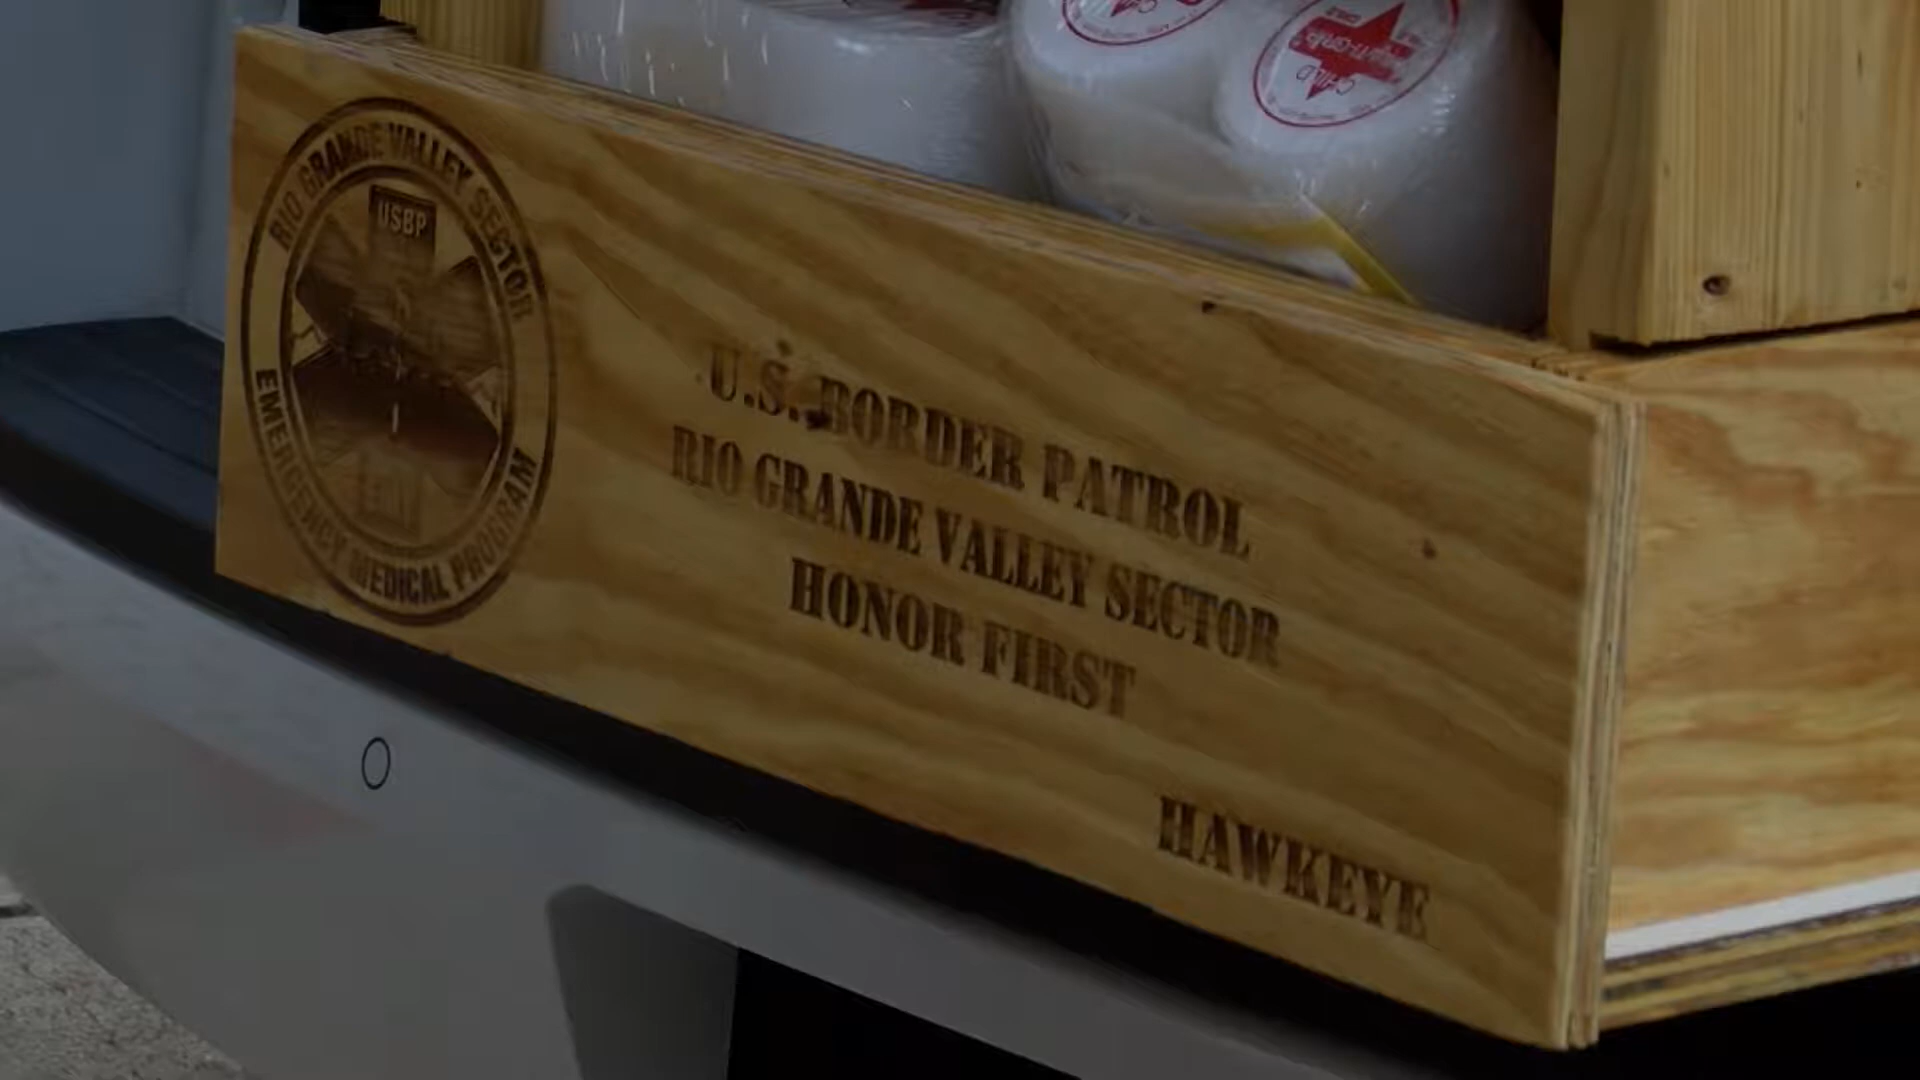 RIO GRANDE VALLEY SECTOR
USBP
EMERGENCY MEDICAL PROGRAM
U.S. BORDER PATROL
RIO GRANDE VALLEY SECTOR
HONOR FIRST
HAWKEYE